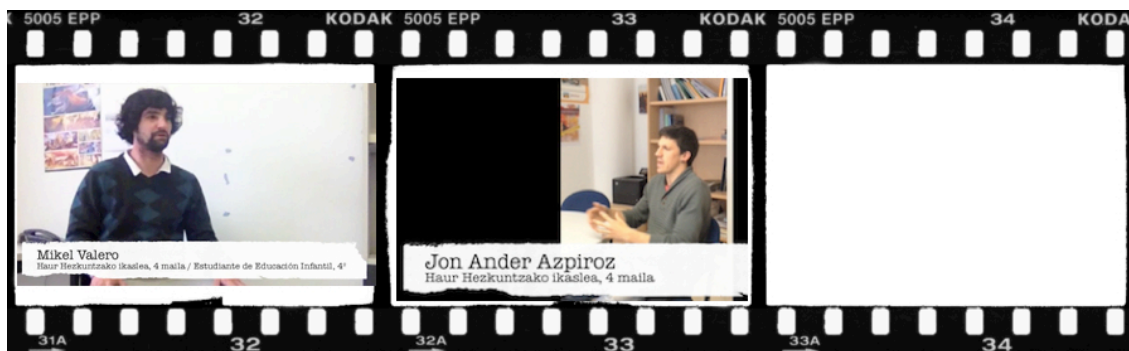 5005 EPP 32 KODAK 5005 EPP 33 KODAK 5005 EPP 34 KODA
Mikel Valero
Haur Hezkuntzako ikaslea, 4 maila / Estudiante de Educación Infantil, 4º
Jon Ander Azpiroz
Haur Hezkuntzako ikaslea, 4 maila
31A 32 32A 33 33A 34